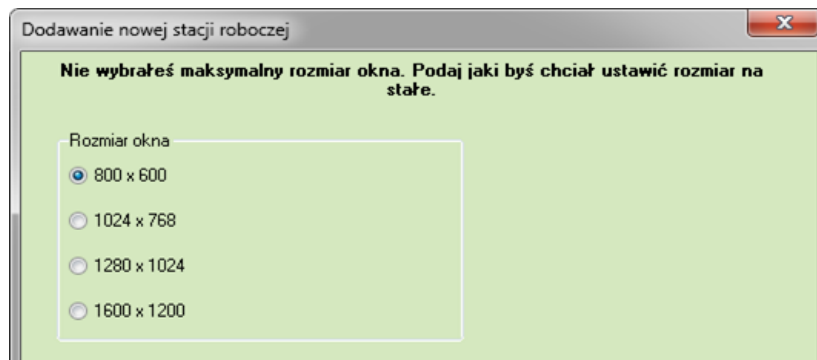 Dodawanie nowej stacji roboczej
Nie wybrałeś maksymalny rozmiar okna. Podaj jaki byś chciał ustawić rozmiar na
stałe.
Rozmiar okna
800 x 600
1024 x 768
1280 x 1024
1600 x 1200